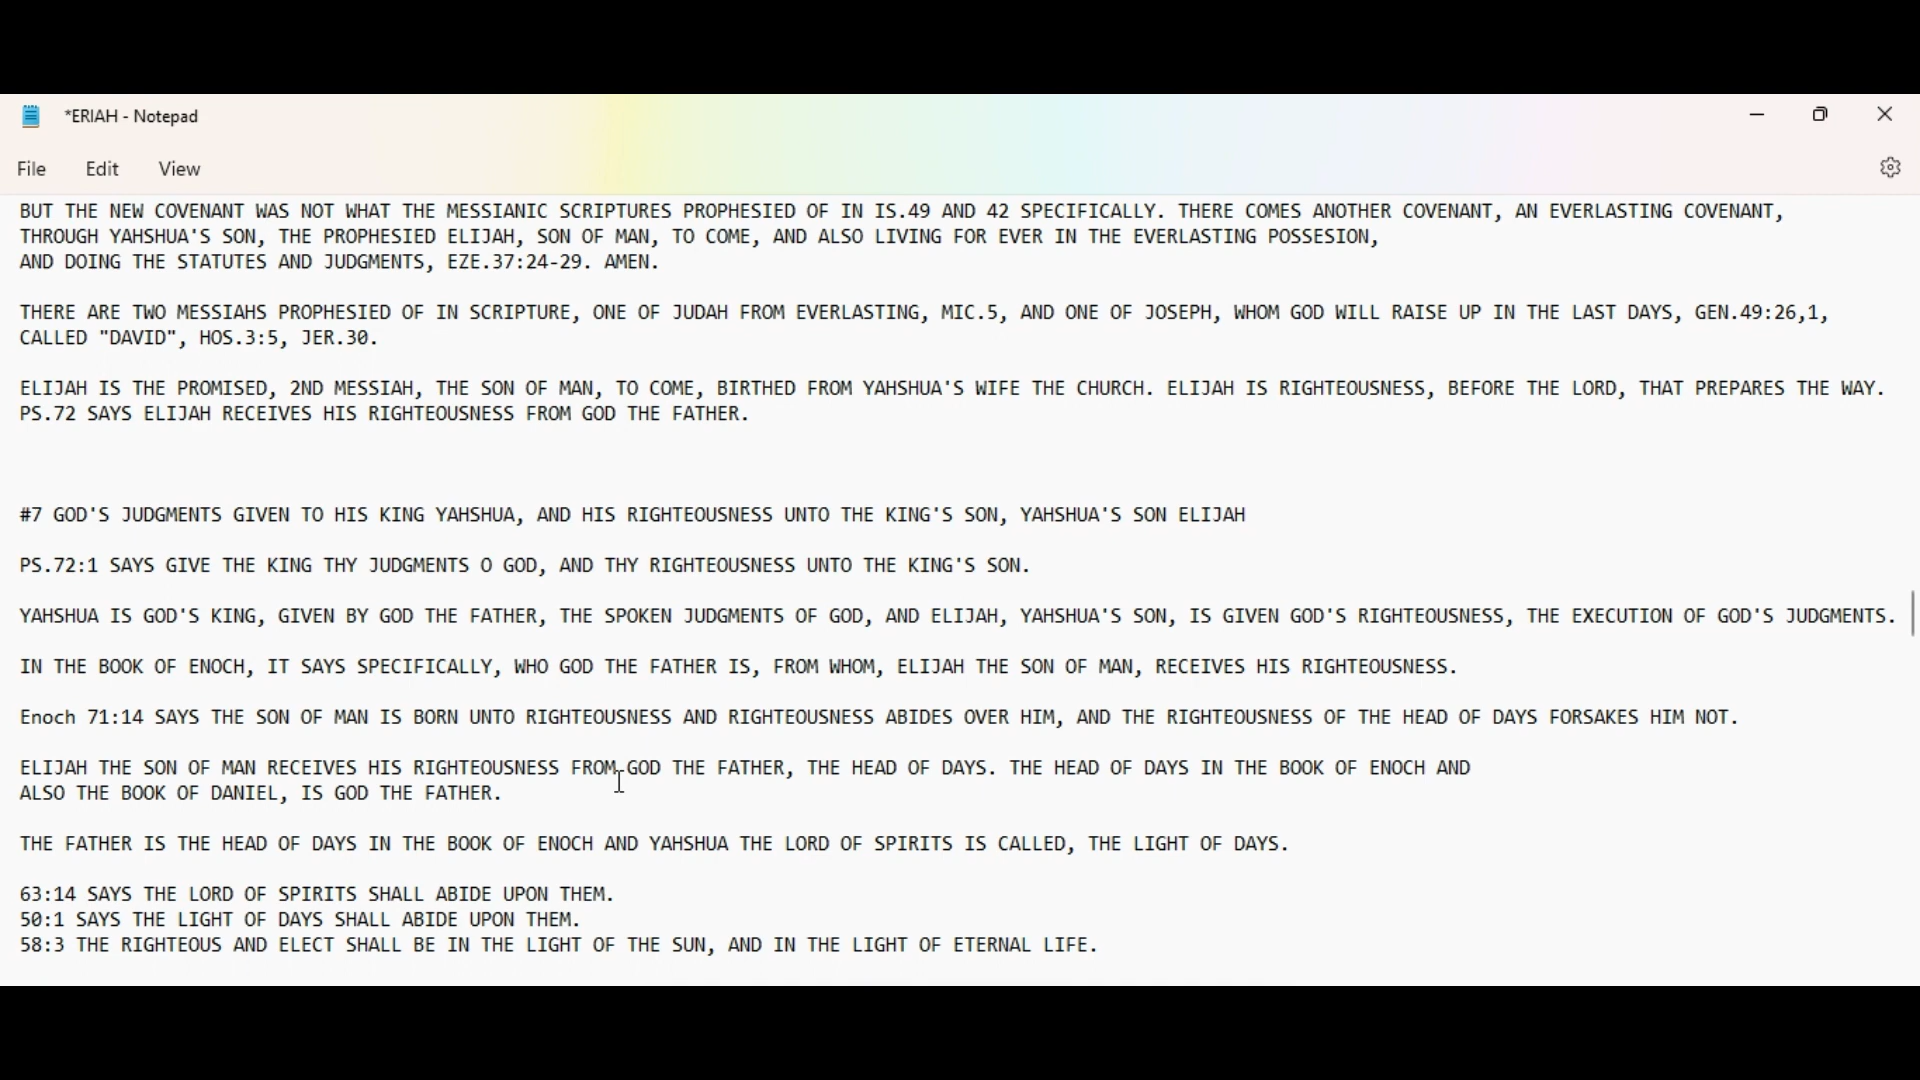 *ERIAH - Notepad
File Edit View
BUT THE NEW COVENANT WAS NOT WHAT THE MESSIANIC SCRIPTURES PROPHESIED OF IN IS.49 AND 42 SPECIFICALLY. THERE COMES ANOTHER COVENANT, AN EVERLASTING COVENANT,
THROUGH YAHSHUA'S SON, THE PROPHESIED ELIJAH, SON OF MAN, TO COME, AND ALSO LIVING FOR EVER IN THE EVERLASTING POSSESION,
AND DOING THE STATUTES AND JUDGMENTS, EZE.37:24-29. AMEN.
THERE ARE TWO MESSIAHS PROPHESIED OF IN SCRIPTURE, ONE OF JUDAH FROM EVERLASTING, MIC.5, AND ONE OF JOSEPH, WHOM GOD WILL RAISE UP IN THE LAST DAYS, GEN.49:26,1,
CALLED "DAVID", HOS.3:5, JER.30.
ELIJAH IS THE PROMISED, 2ND MESSIAH, THE SON OF MAN, TO COME, BIRTHED FROM YAHSHUA'S WIFE THE CHURCH. ELIJAH IS RIGHTEOUSNESS, BEFORE THE LORD, THAT PREPARES THE WAY.
PS.72 SAYS ELIJAH RECEIVES HIS RIGHTEOUSNESS FROM GOD THE FATHER.
#7 GOD'S JUDGMENTS GIVEN TO HIS KING YAHSHUA, AND HIS RIGHTEOUSNESS UNTO THE KING'S SON, YAHSHUA'S SON ELIJAH
PS.72:1 SAYS GIVE THE KING THY JUDGMENTS O GOD, AND THY RIGHTEOUSNESS UNTO THE KING'S SON.
YAHSHUA IS GOD'S KING, GIVEN BY GOD THE FATHER, THE SPOKEN JUDGMENTS OF GOD, AND ELIJAH, YAHSHUA'S SON, IS GIVEN GOD'S RIGHTEOUSNESS, THE EXECUTION OF GOD'S JUDGMENTS.
IN THE BOOK OF ENOCH, IT SAYS SPECIFICALLY, WHO GOD THE FATHER IS, FROM WHOM, ELIJAH THE SON OF MAN, RECEIVES HIS RIGHTEOUSNESS.
Enoch 71:14 SAYS THE SON OF MAN IS BORN UNTO RIGHTEOUSNESS AND RIGHTEOUSNESS ABIDES OVER HIM, AND THE RIGHTEOUSNESS OF THE HEAD OF DAYS FORSAKES HIM NOT.
ELIJAH THE SON OF MAN RECEIVES HIS RIGHTEOUSNESS FROM GOD THE FATHER, THE HEAD OF DAYS. THE HEAD OF DAYS IN THE BOOK OF ENOCH AND
ALSO THE BOOK OF DANIEL, IS GOD THE FATHER.
THE FATHER IS THE HEAD OF DAYS IN THE BOOK OF ENOCH AND YAHSHUA THE LORD OF SPIRITS IS CALLED, THE LIGHT OF DAYS.
63:14 SAYS THE LORD OF SPIRITS SHALL ABIDE UPON THEM.
50:1 SAYS THE LIGHT OF DAYS SHALL ABIDE UPON THEM.
58:3 THE RIGHTEOUS AND ELECT SHALL BE IN THE LIGHT OF THE SUN, AND IN THE LIGHT OF ETERNAL LIFE.